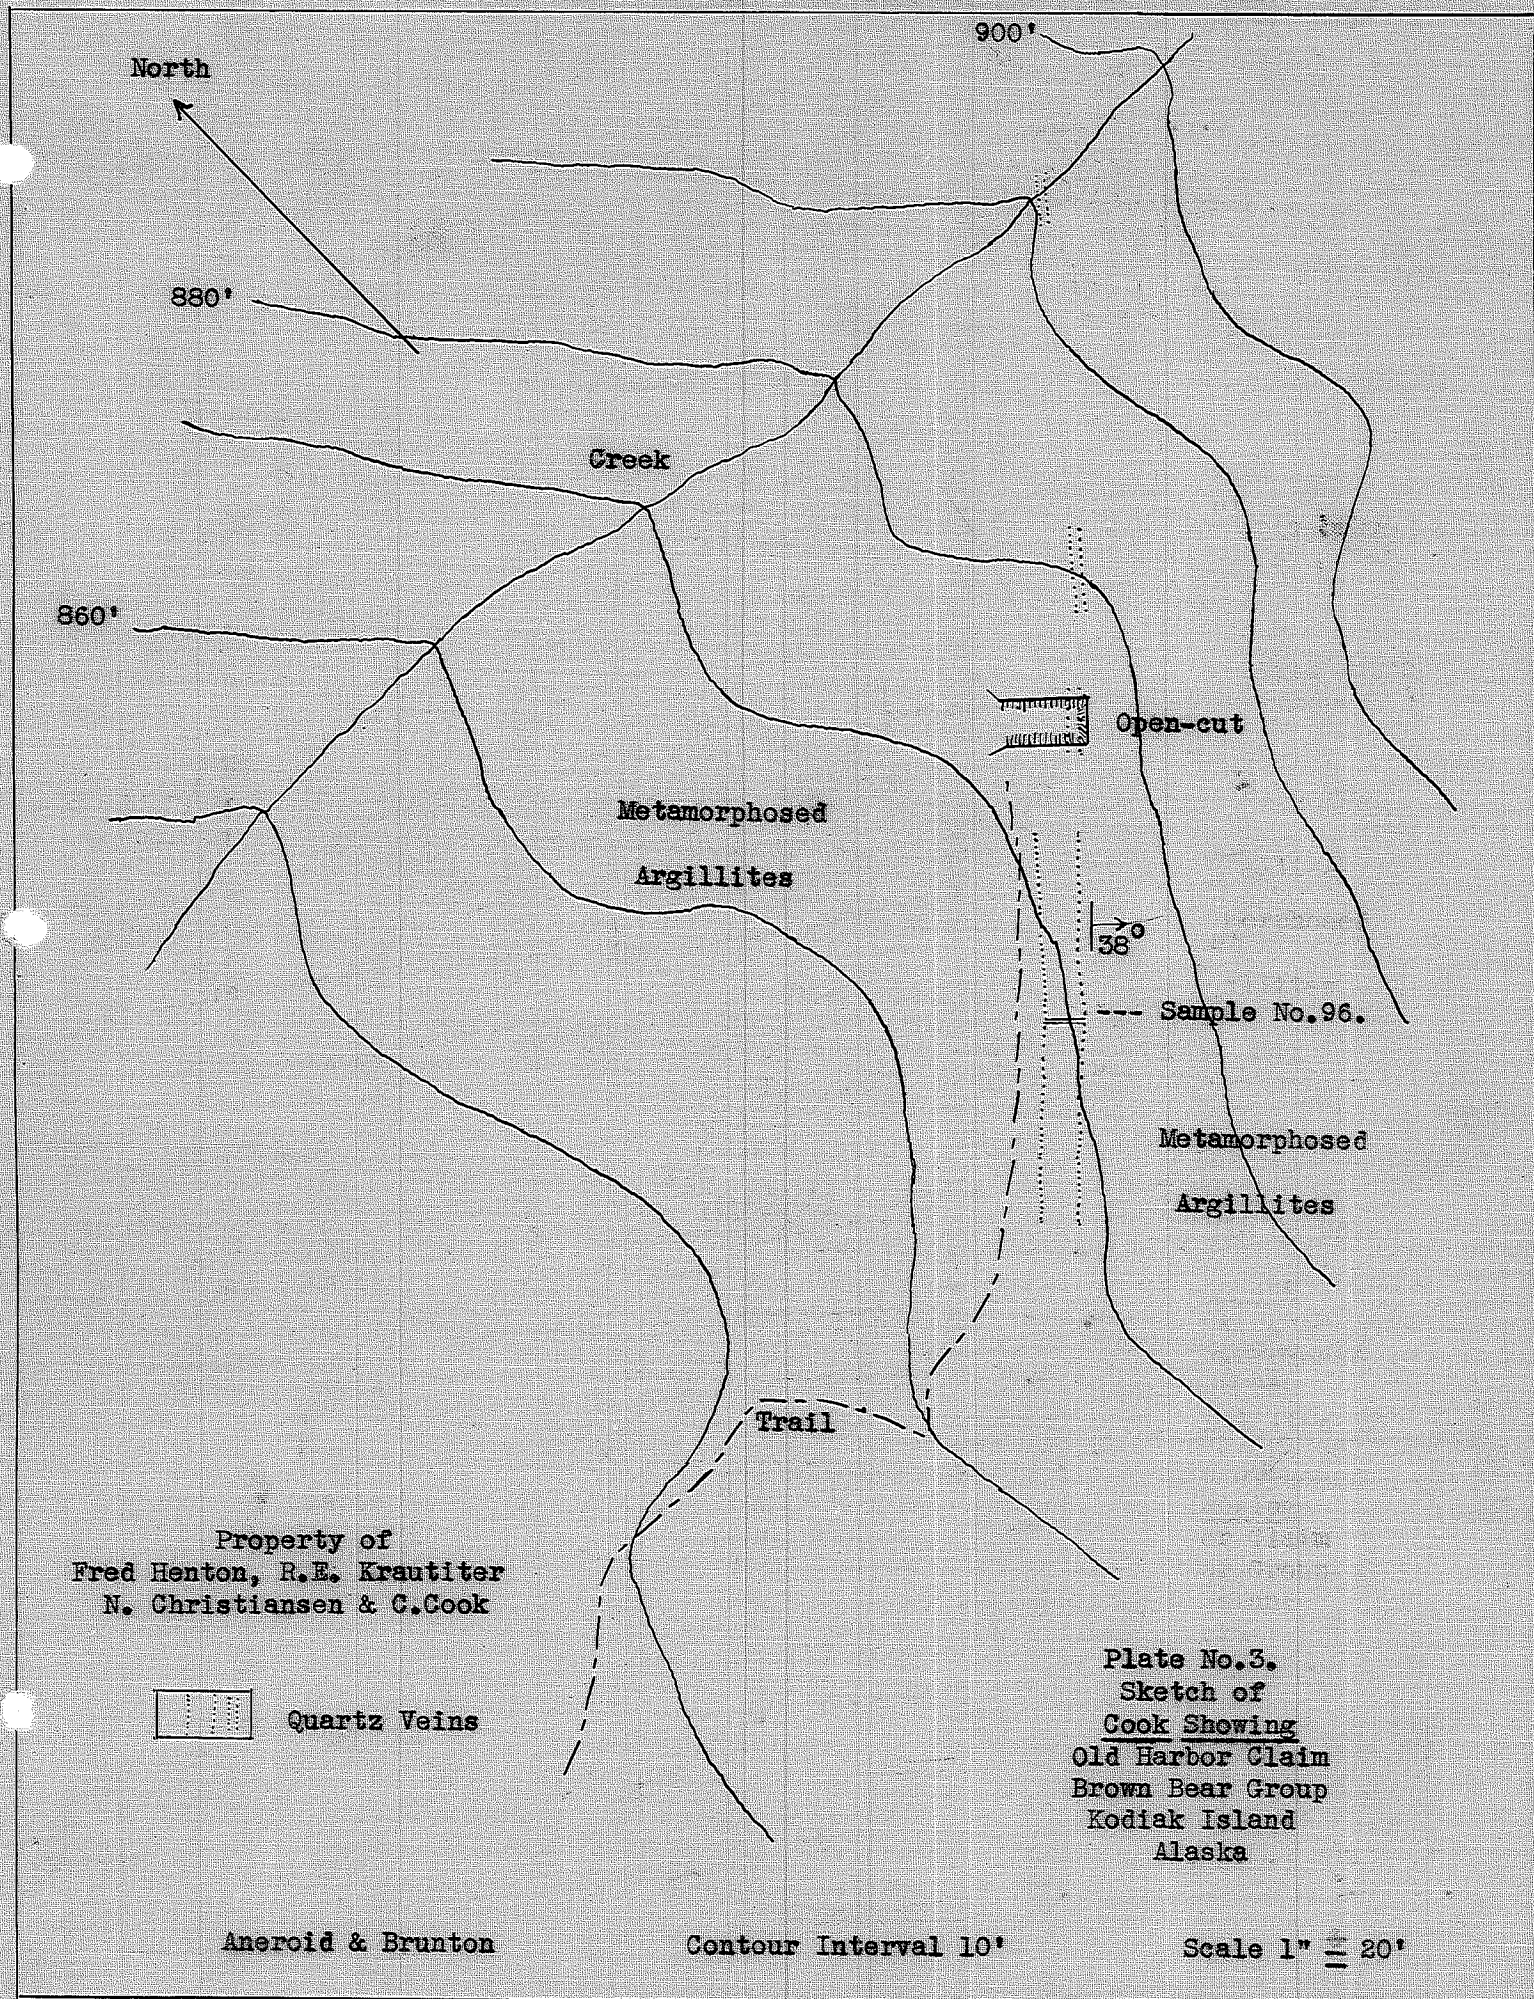 900'
North
880'
Creek
860'
Open-cut
Metamorphosed
Argillites
38°
--- Sample No.96.
Metamorphosed
Argillites
Trail
Property of
Fred Henton, R.E. Krautiter
N. Christiansen & C.Cook
Quartz Veins
Plate No.3.
Sketch of
Cook Showing
Old Harbor Claim
Brown Bear Group
Kodiak Island
Alaska
Aneroid & Brunton
Contour Interval 10'
Scale 1" = 20'